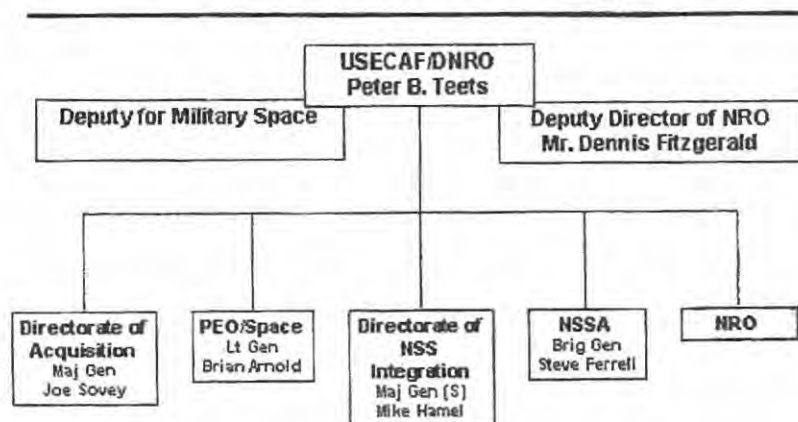 USECAF/DNRO
Peter B. Teets
Deputy for Military Space
Deputy Director of NRO
Mr. Dennis Fitzgerald
Directorate of
Acquisition
Maj Gen
Joe Sovey
PEO/Space
Lt Gen
Brian Arnold
Directorate of
NSS
Integration
Maj Gen (S)
Mike Hamel
NSSA
Brig Gen
Steve Ferrell
NRO